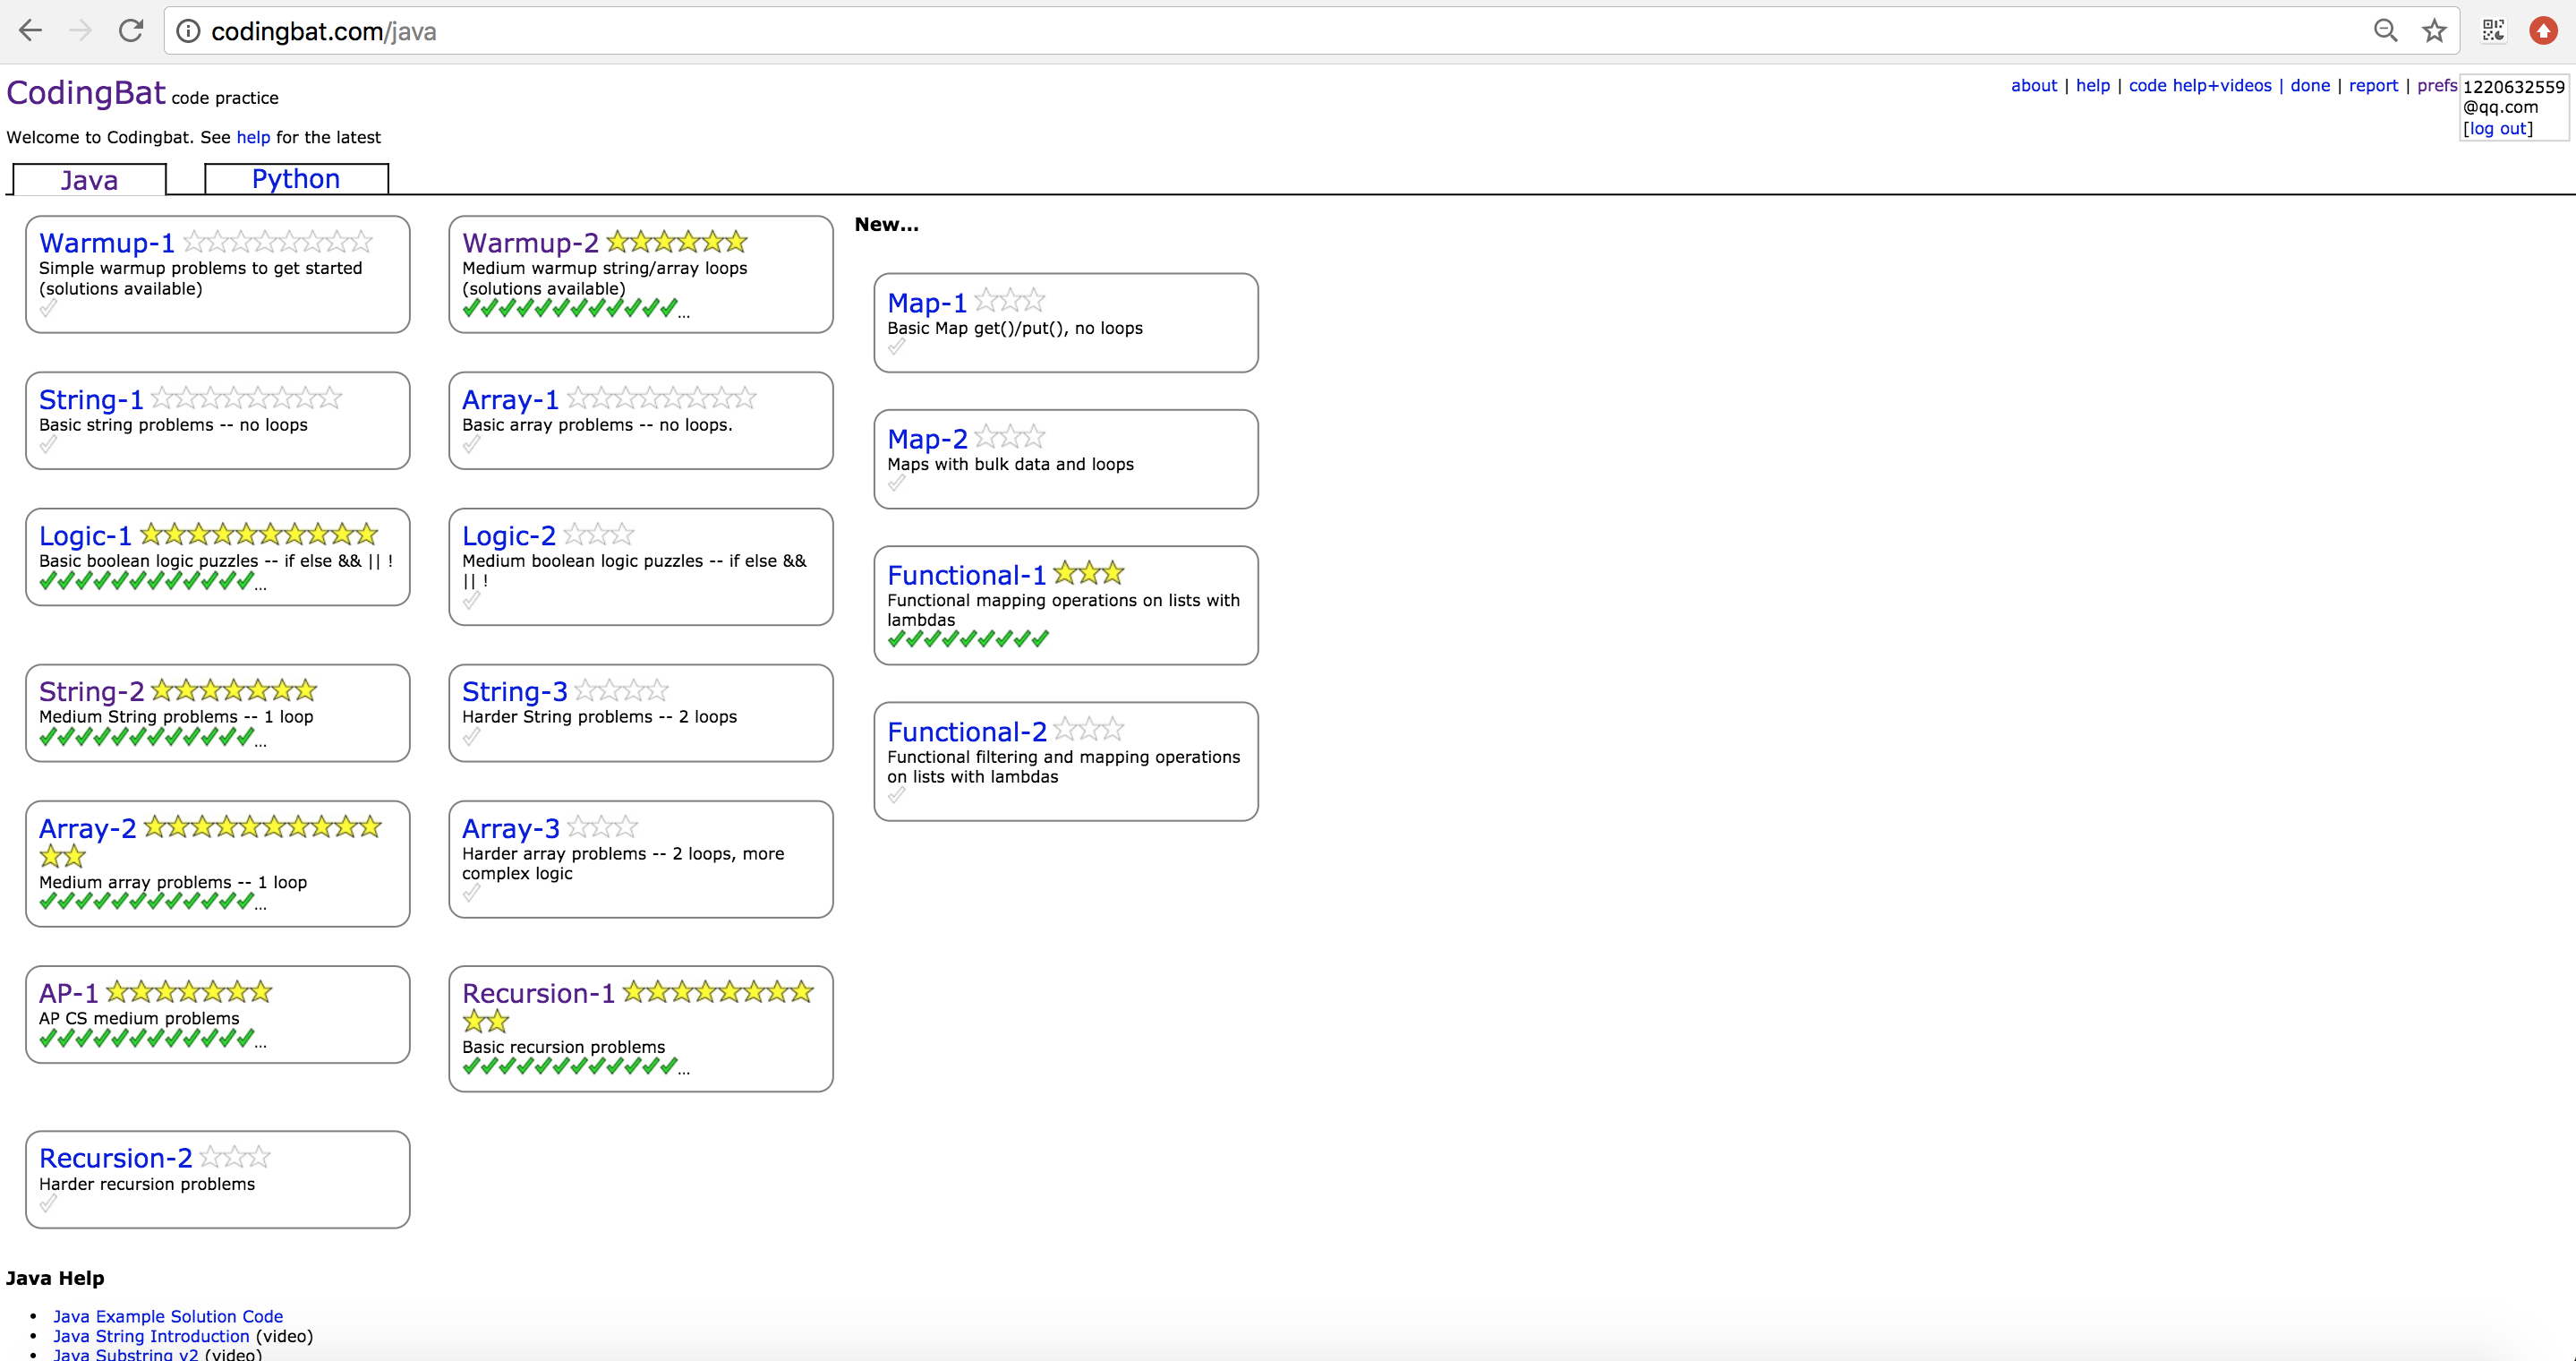 codingbat.com/java
CodingBat code practice
about | help | code help+videos | done | report | prefs
1220632559
@qq.com
[log out]
Welcome to Codingbat. See help for the latest
Java
Python
Warmup-1
Simple warmup problems to get started
(solutions available)
Warmup-2
Medium warmup string/array loops
(solutions available)
...
New...
Map-1
Basic Map get()/put(), no loops
String-1
Basic string problems -- no loops
Array-1
Basic array problems -- no loops.
Map-2
Maps with bulk data and loops
Logic-1
Basic boolean logic puzzles -- if else && || !
...
Logic-2
Medium boolean logic puzzles -- if else &&
|| !
Functional-1
Functional mapping operations on lists with
lambdas
String-2
Medium String problems -- 1 loop
...
String-3
Harder String problems -- 2 loops
Functional-2
Functional filtering and mapping operations
on lists with lambdas
Array-2
Medium array problems -- 1 loop
...
Array-3
Harder array problems -- 2 loops, more
complex logic
AP-1
AP CS medium problems
...
Recursion-1
Basic recursion problems
...
Recursion-2
Harder recursion problems
Java Help
• Java Example Solution Code
• Java String Introduction (video)
• Java Substring v2 (video)